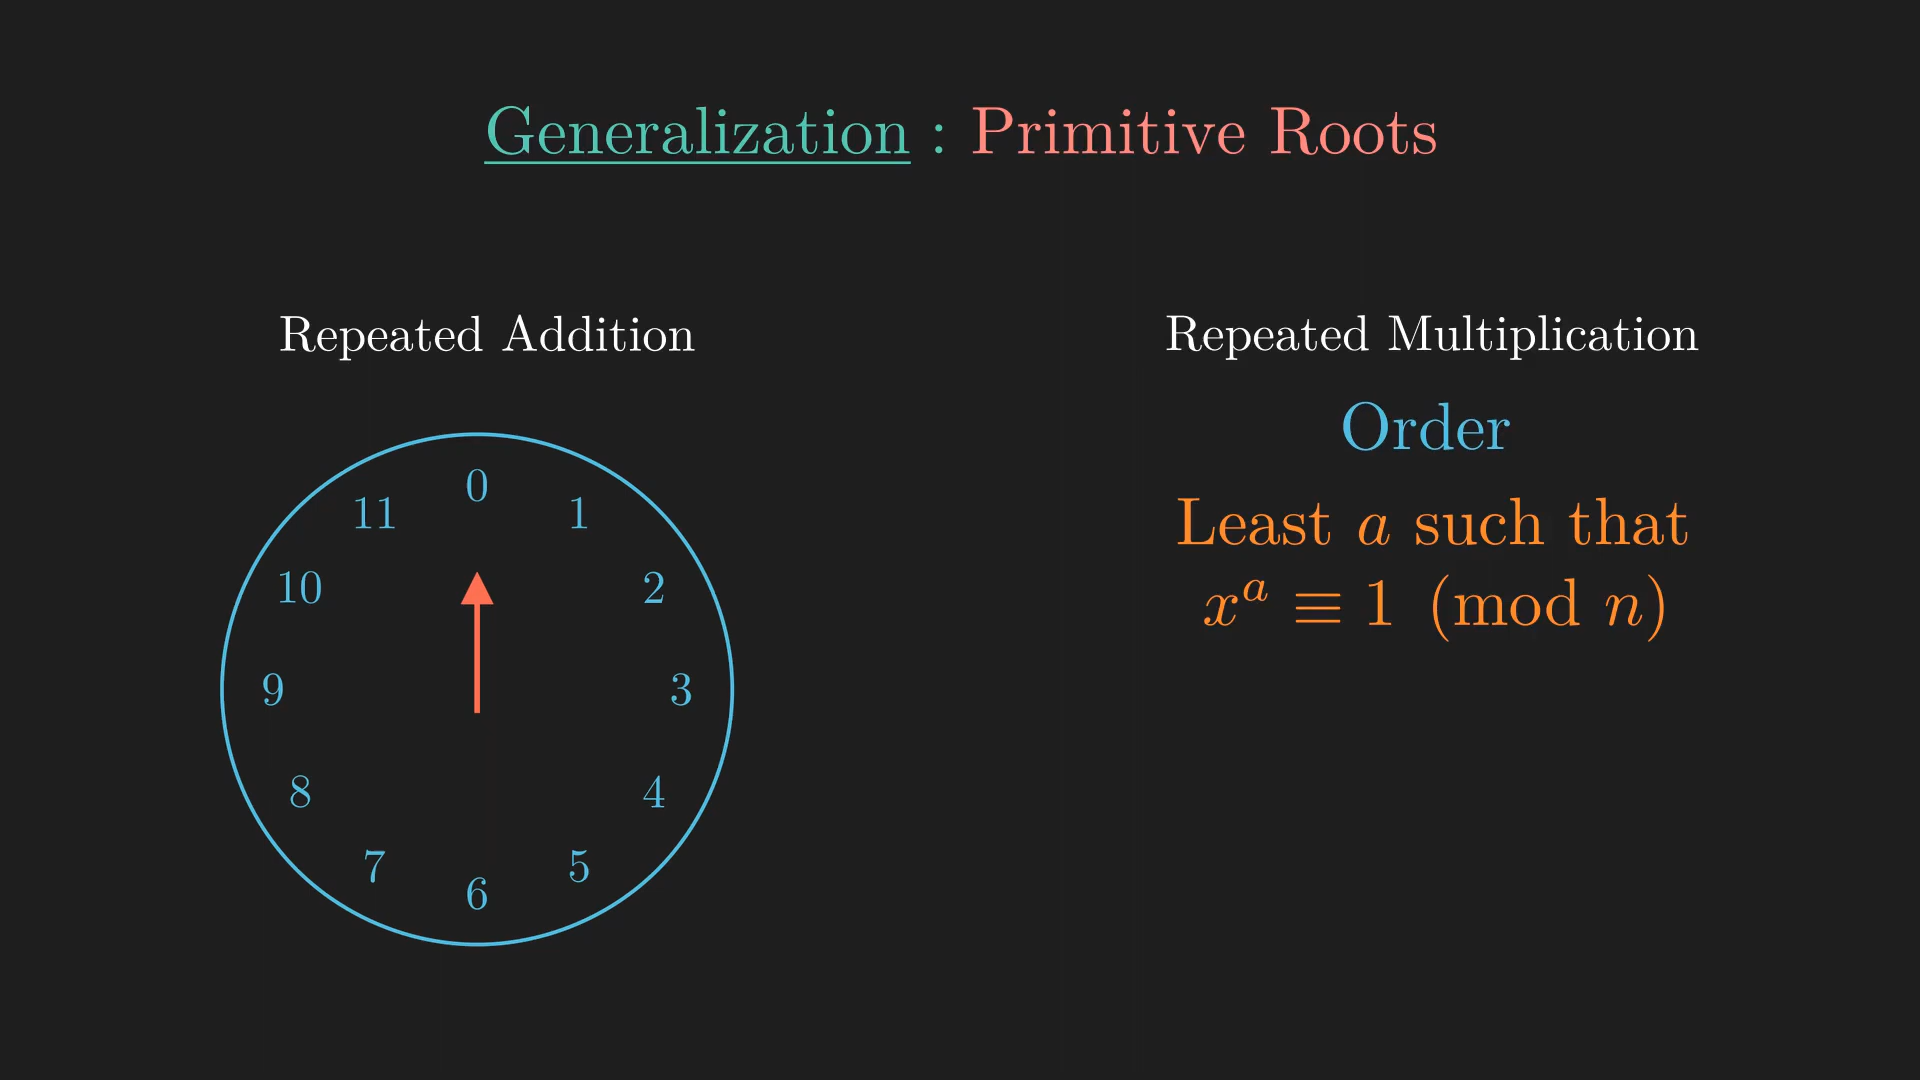 Generalization : Primitive Roots
Repeated Addition
0
1
2
3
4
5
6
7
8
9
10
11
Repeated Multiplication
Order
Least a such that
xᵃ ≡ 1 (mod n)